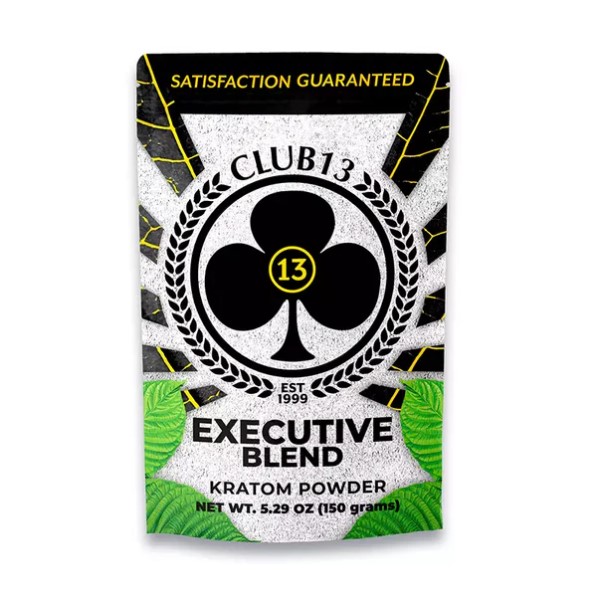 SATISFACTION GUARANTEED
CLUB13
13
EST
1999
EXECUTIVE
BLEND
KRATOM POWDER
NET WT. 5.29 OZ (150 grams)